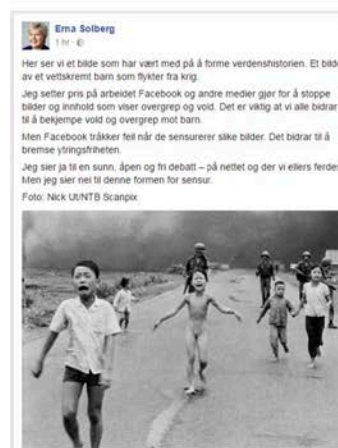 Erna Solberg
1 hr ·
Her ser vi et bilde som har vært med på å forme verdenshistorien. Et bilde
av et vettskremt barn som flykter fra krig.
Jeg setter pris på arbeidet Facebook og andre medier gjør for å stoppe
bilder og innhold som viser overgrep og vold. Det er viktig at vi alle bidrar
til å bekjempe vold og overgrep mot barn.
Men Facebook tråkker feil når de sensurerer slike bilder. Det bidrar til å
bremse ytringsfriheten.
Jeg sier ja til en sunn, åpen og fri debatt – på nettet og der vi ellers ferdes.
Men jeg sier nei til denne formen for sensur.
Foto: Nick Ut/NTB Scanpix